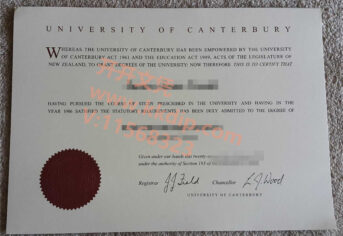 UNIVERSITY OF CANTERBURY
WHEREAS THE UNIVERSITY OF CANTERBURY HAS BEEN EMPOWERED BY THE UNIVERSITY
OF CANTERBURY ACT 1961 AND THE EDUCATION ACT 1989, ACTS OF THE LEGISLATURE OF
NEW ZEALAND, TO GRANT DEGREES OF THE UNIVERSITY NOW THEREFORE THIS IS TO CERTIFY THAT
HAVING PURSUED THE COURSE OF STUDY PRESCRIBED IN THE UNIVERSITY AND HAVING IN
THE YEAR 1996 SATISFIED THE STATUTORY REQUIREMENTS HAS BEEN DULY ADMITTED TO THE DEGREE OF
Given under our hands this twenty
under the authority of Section 193 of
Registrar Chancellor
UNIVERSITY OF CANTERBURY